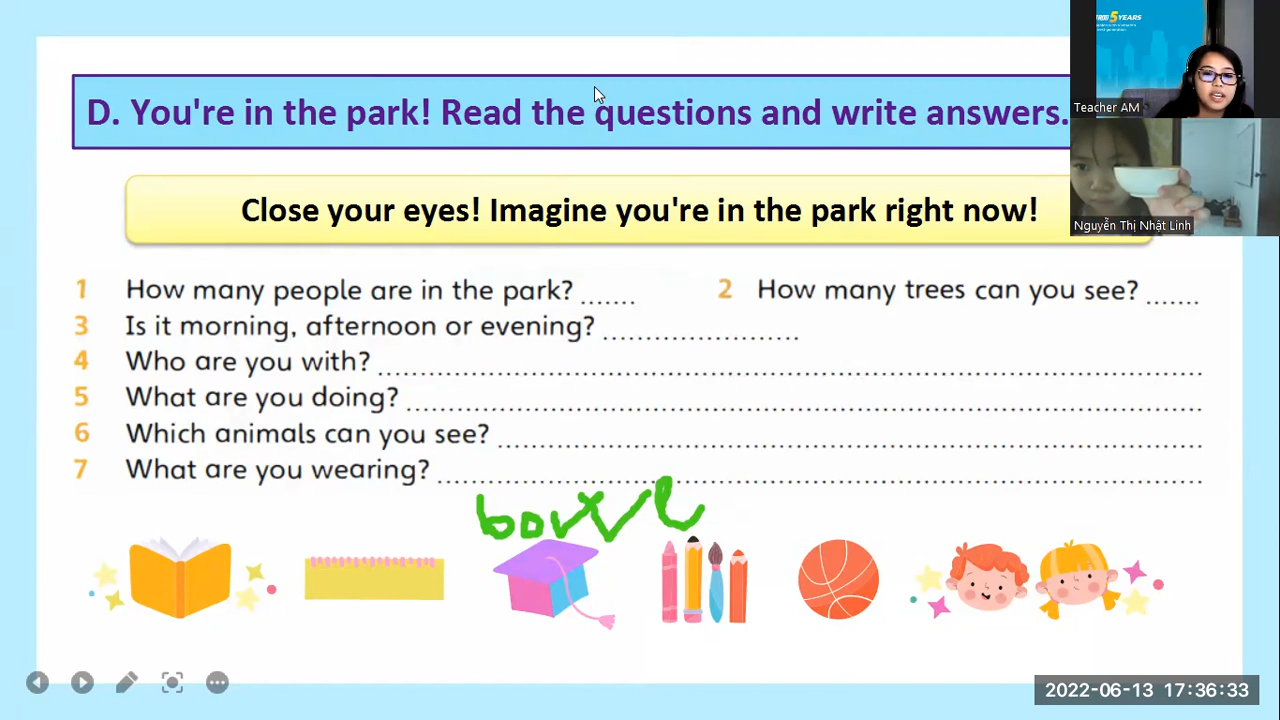 5 YEARS
D. You're in the park! Read the questions and write answers.
Teacher AM
Close your eyes! Imagine you're in the park right now!
Nguyễn Thị Nhật Linh
1 How many people are in the park? .......
2 How many trees can you see? .......
3 Is it morning, afternoon or evening? .......................
4 Who are you with? ...............................................................................................
5 What are you doing? ............................................................................................
6 Which animals can you see? .................................................................................
7 What are you wearing? .........................................................................................
2022-06-13 17:36:33